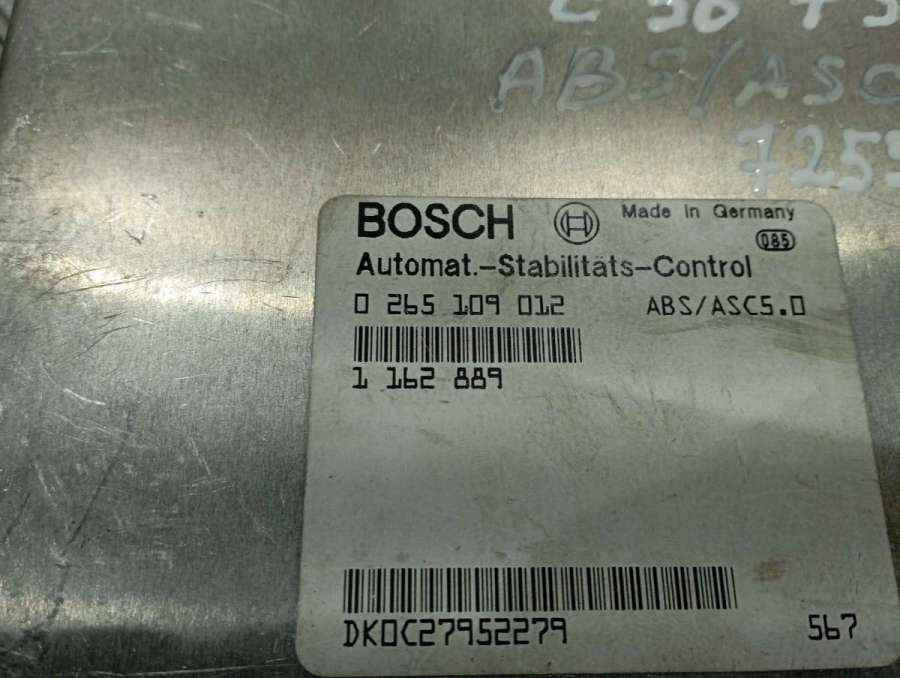 ABS/ASC
BOSCH
Made in Germany
085
Automat.-Stabilitäts-Control
0 265 109 012 ABS/ASC5.0
1 162 889
DK0C27952279 567